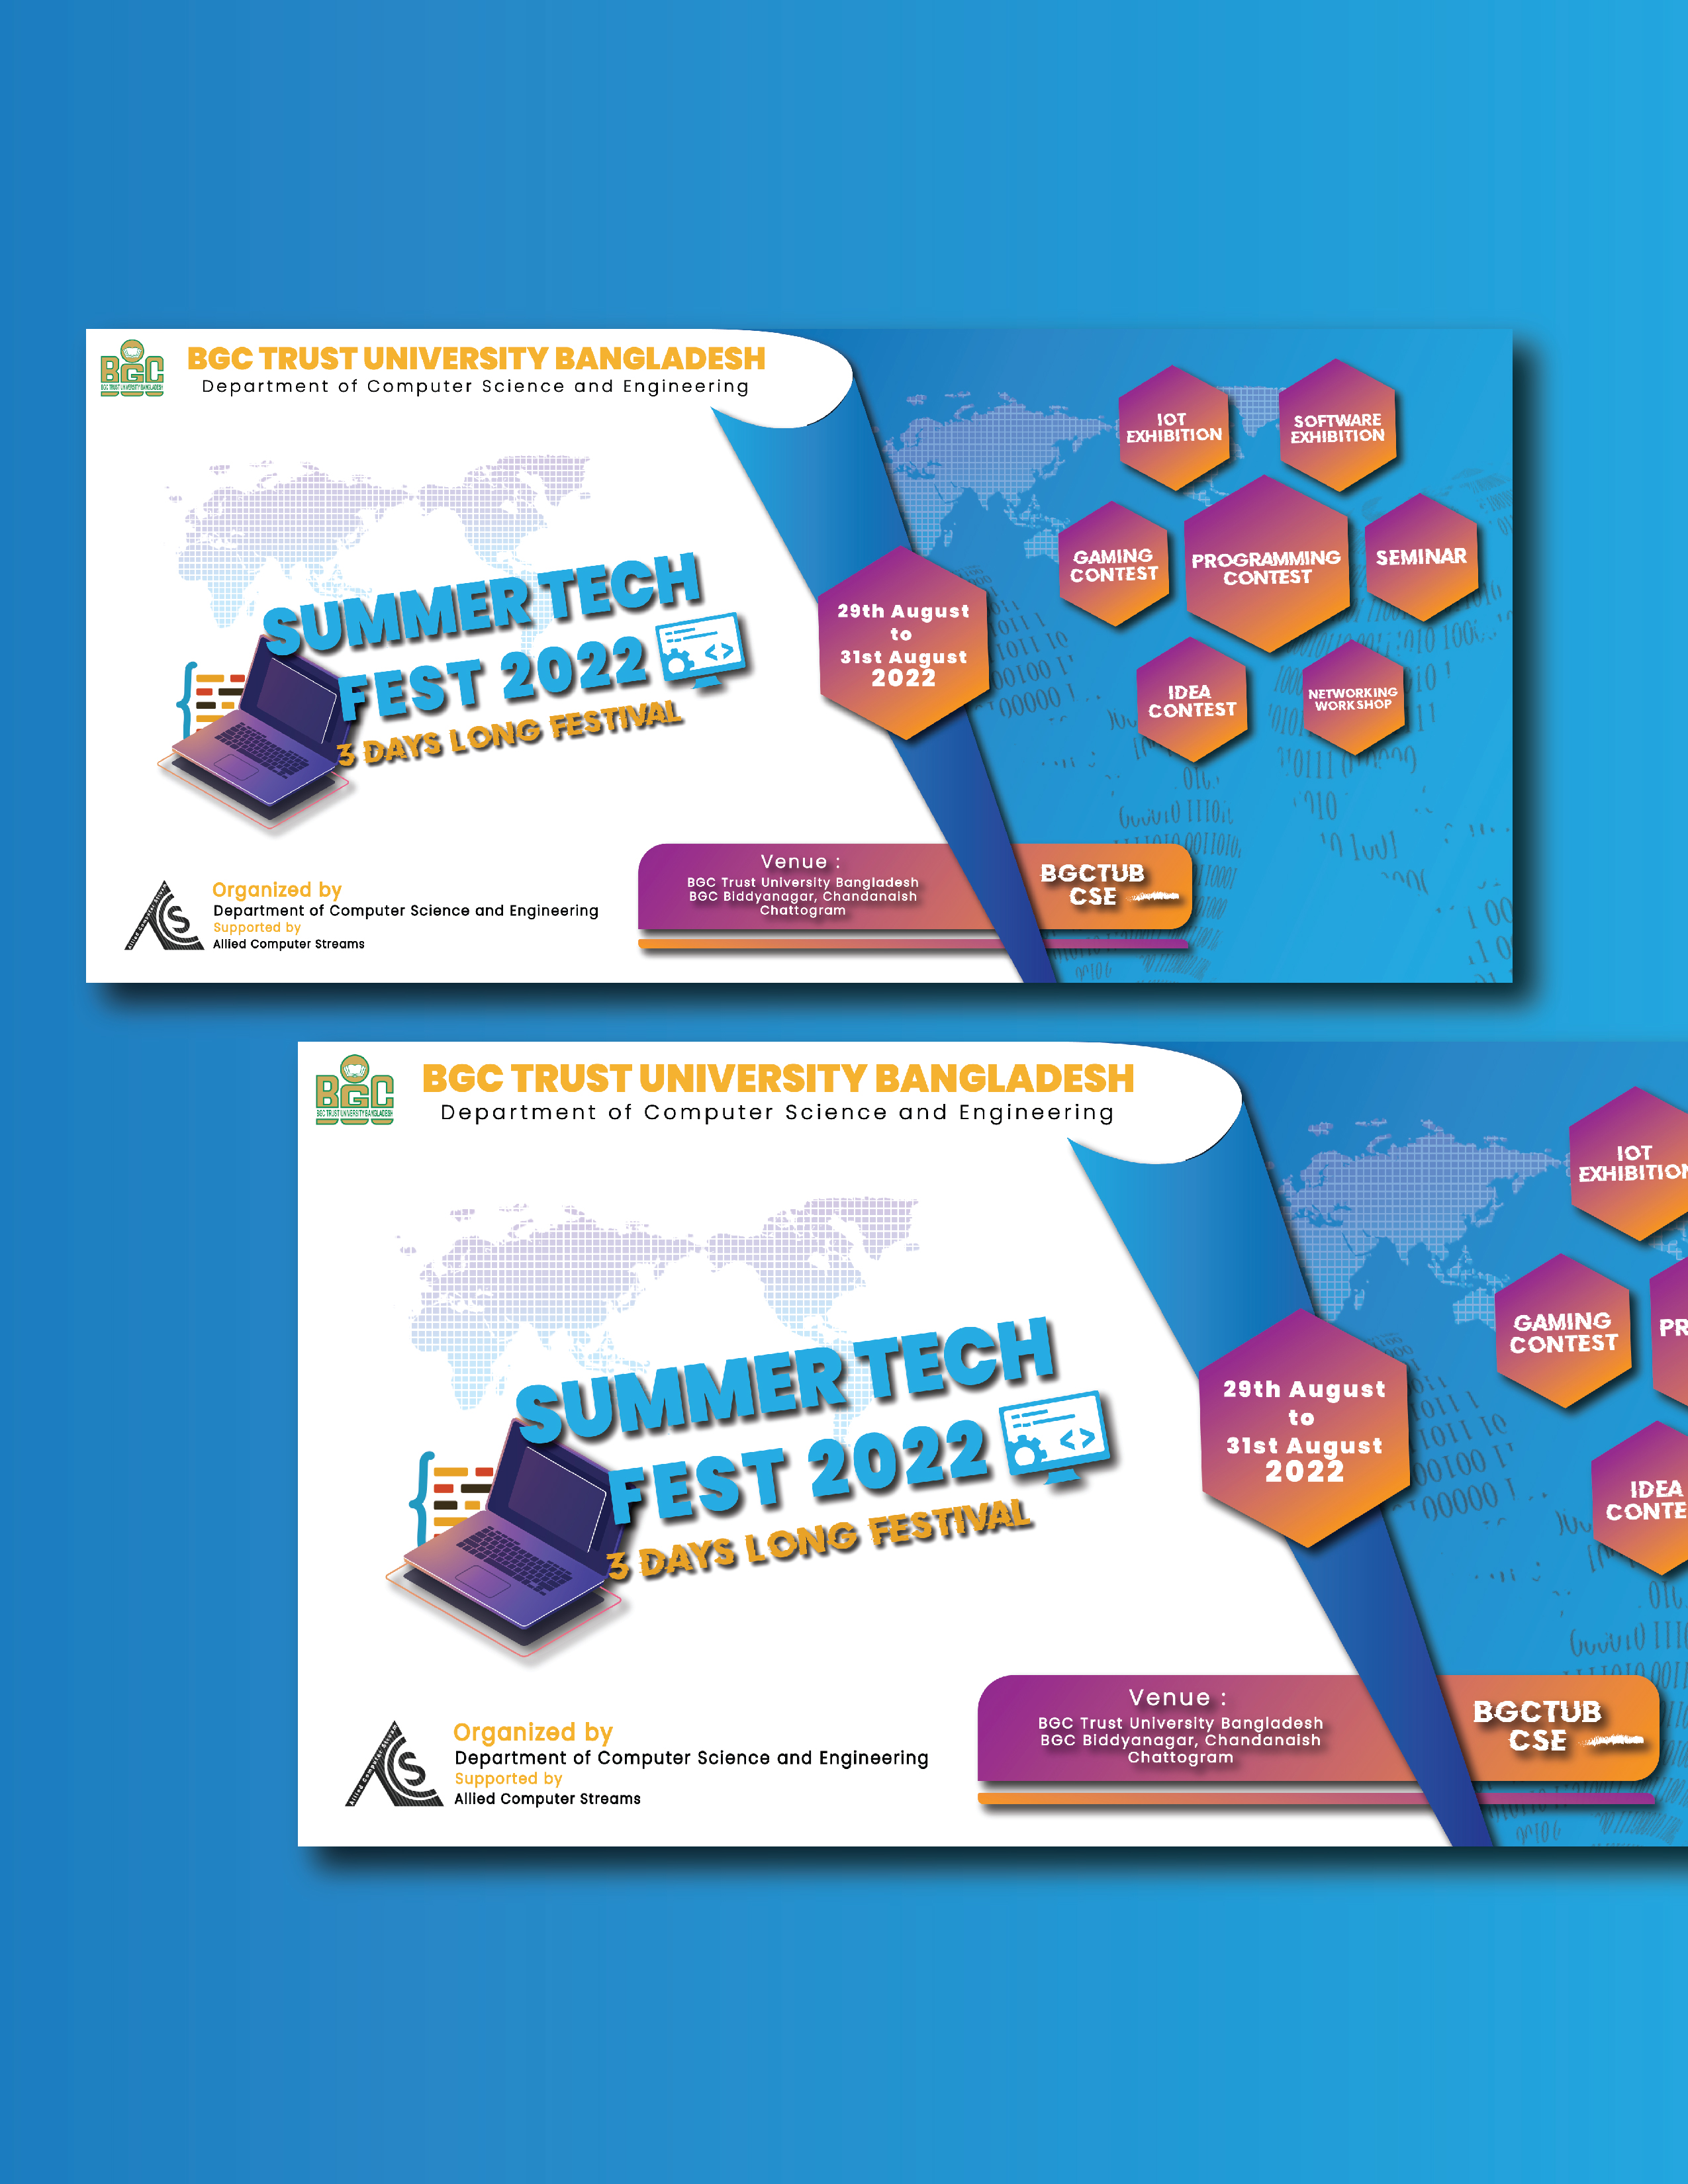 BGC
BGC TRUST UNIVERSITY BANGLADESH
BGC TRUST UNIVERSITY BANGLADESH
Department of Computer Science and Engineering
IOT
EXHIBITION
SOFTWARE
EXHIBITION
GAMING
CONTEST
PROGRAMMING
CONTEST
SEMINAR
IDEA
CONTEST
NETWORKING
WORKSHOP
SUMMER TECH
FEST 2022
3 DAYS LONG FESTIVAL
29th August
to
31st August
2022
Venue :
BGC Trust University Bangladesh
BGC Biddyanagar, Chandanaish
Chattogram
BGCTUB
CSE
Organized by
Department of Computer Science and Engineering
Supported by
Allied Computer Streams
BGC
BGC TRUST UNIVERSITY BANGLADESH
BGC TRUST UNIVERSITY BANGLADESH
Department of Computer Science and Engineering
IOT
EXHIBITION
GAMING
CONTEST
PR
IDEA
CONTE
SUMMER TECH
FEST 2022
3 DAYS LONG FESTIVAL
29th August
to
31st August
2022
Venue :
BGC Trust University Bangladesh
BGC Biddyanagar, Chandanaish
Chattogram
BGCTUB
CSE
Organized by
Department of Computer Science and Engineering
Supported by
Allied Computer Streams